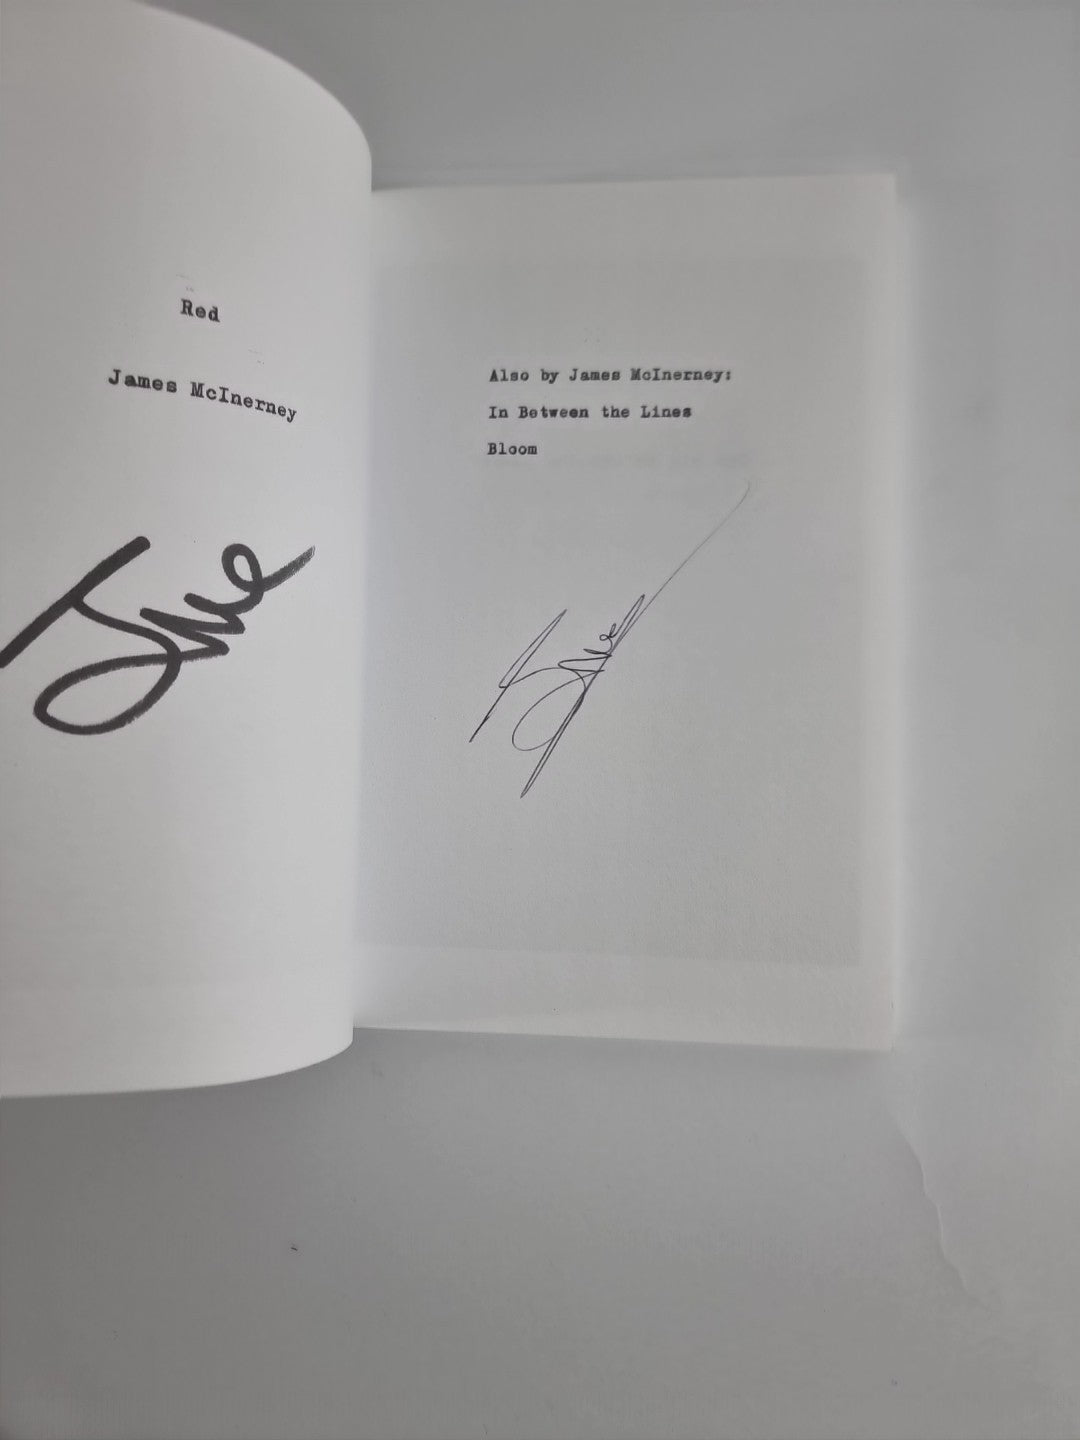 Red
James McInerney
Also by James McInerney:
In Between the Lines
Bloom